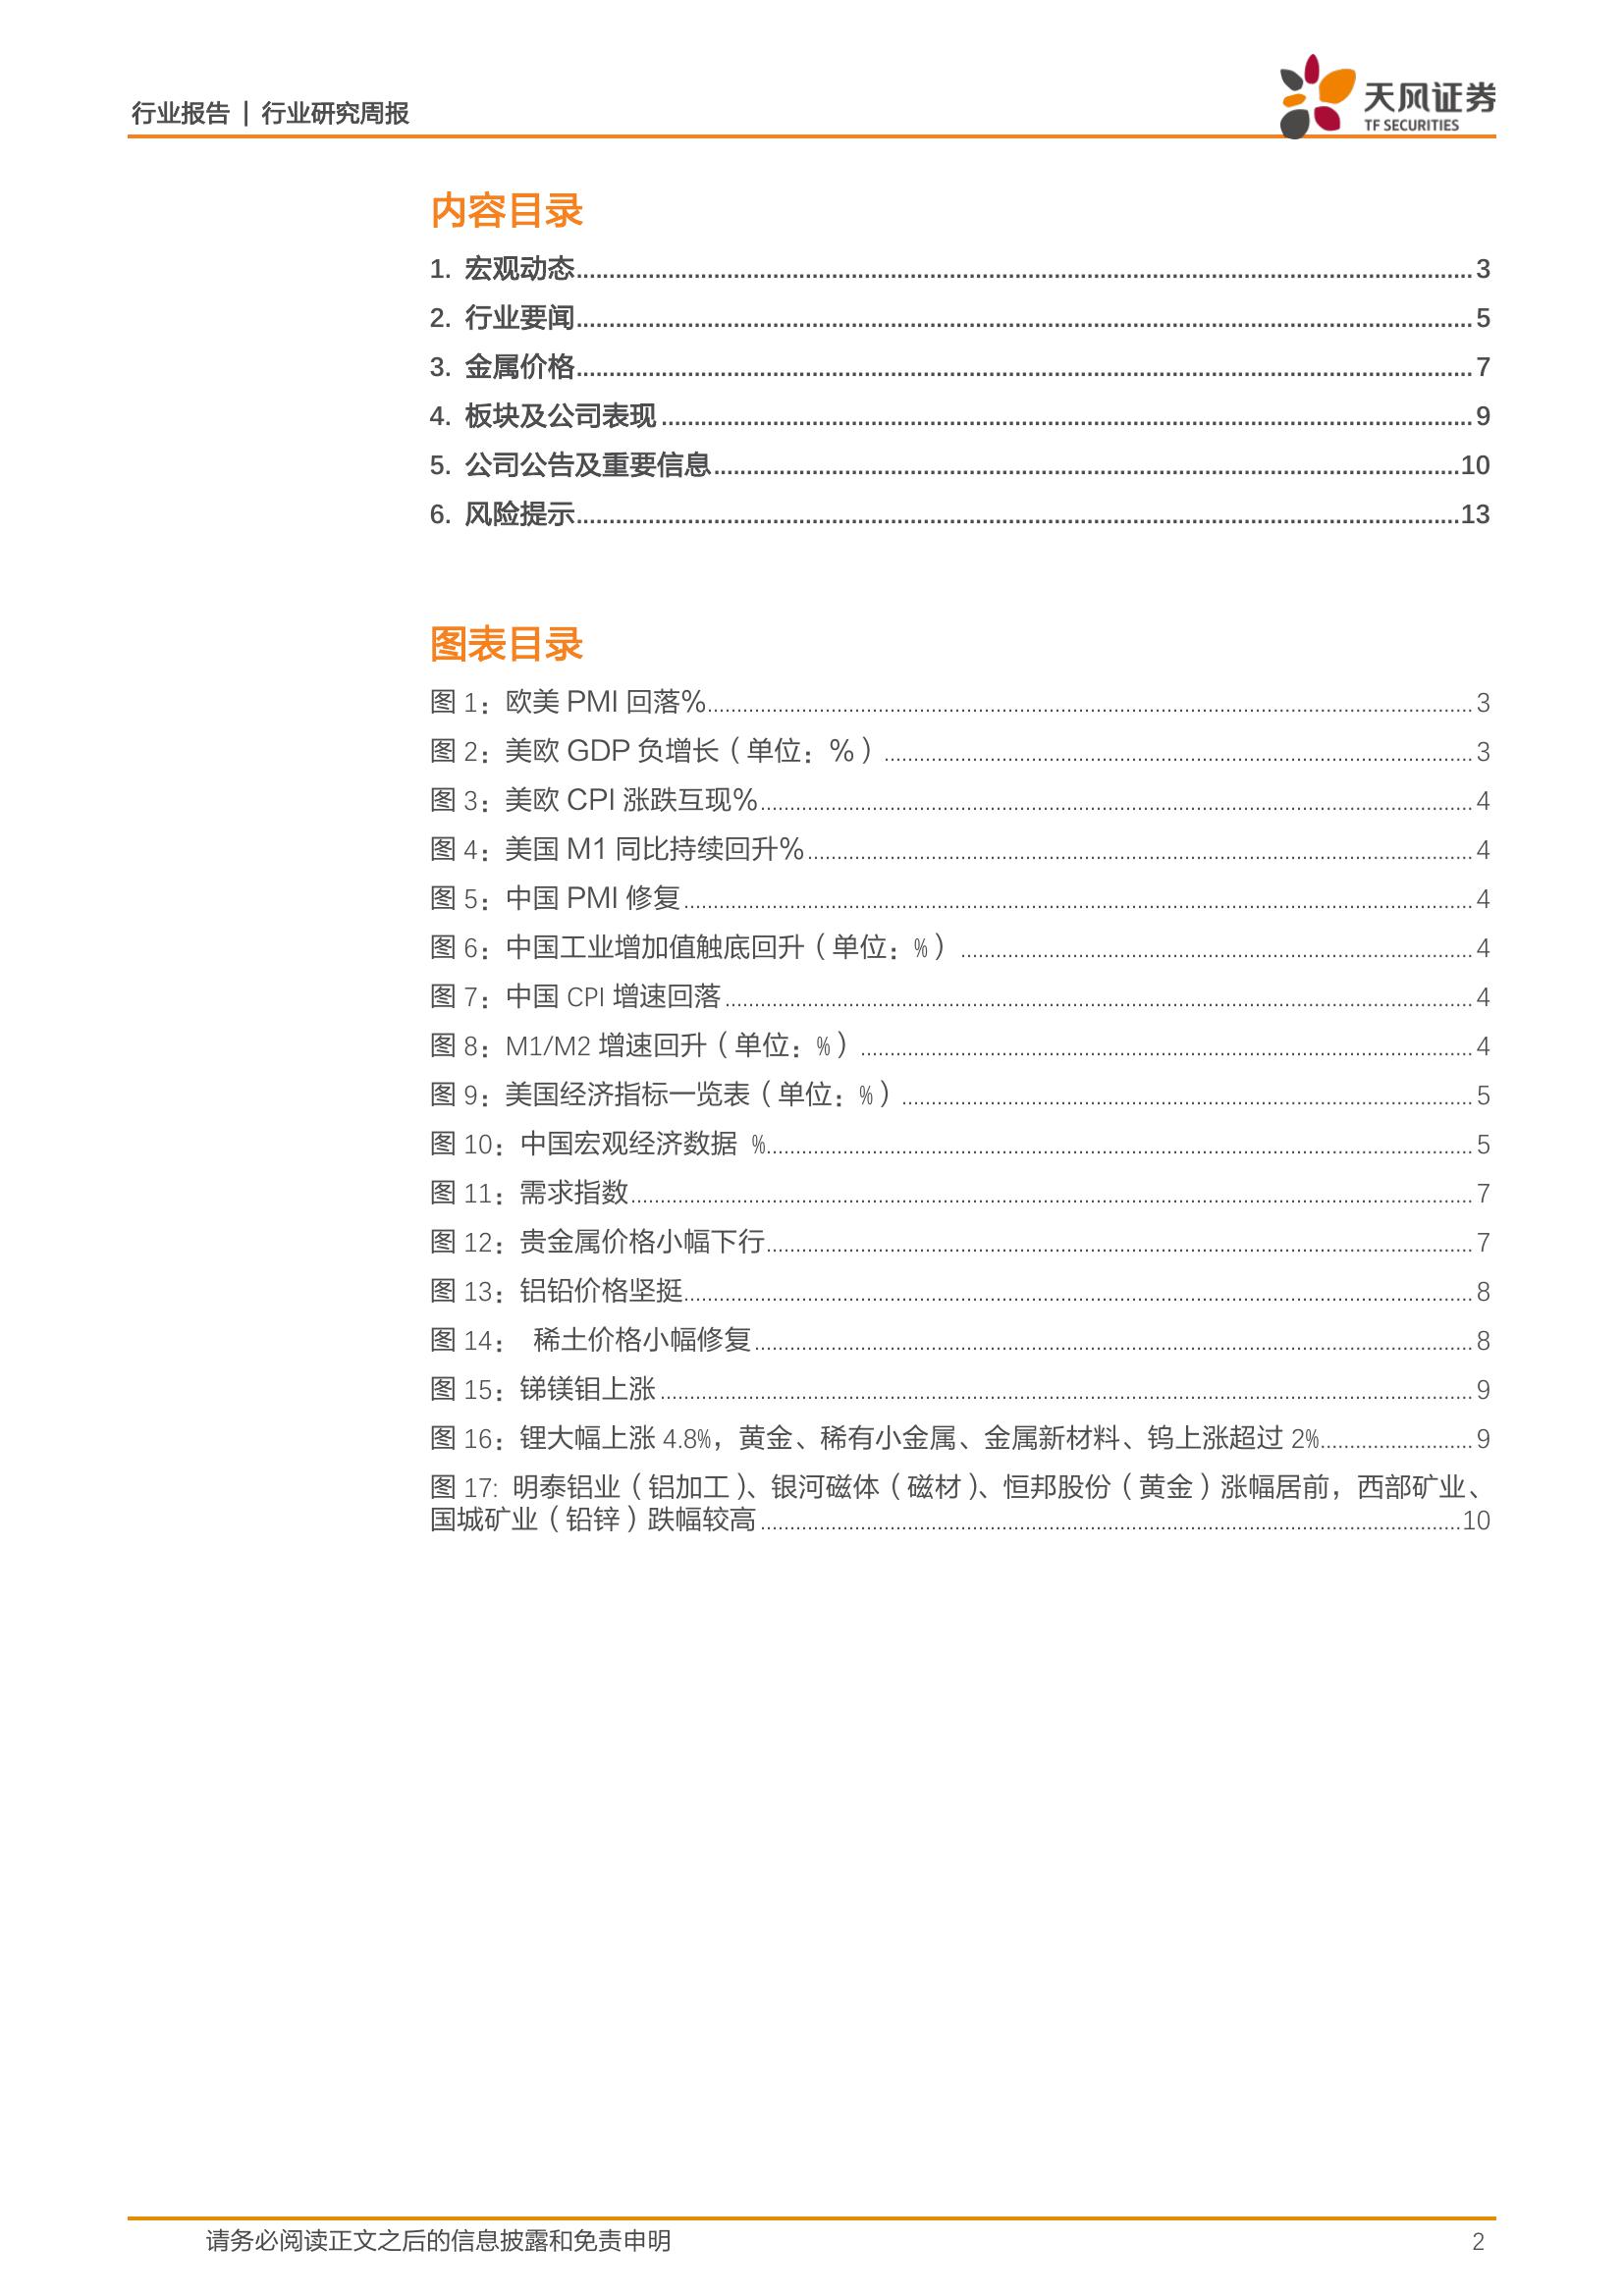 行业报告 | 行业研究周报
天风证券
TF SECURITIES
内容目录
1. 宏观动态 3
2. 行业要闻 5
3. 金属价格 7
4. 板块及公司表现 9
5. 公司公告及重要信息 10
6. 风险提示 13
图表目录
图 1：欧美 PMI 回落% 3
图 2：美欧 GDP 负增长（单位：%） 3
图 3：美欧 CPI 涨跌互现% 4
图 4：美国 M1 同比持续回升% 4
图 5：中国 PMI 修复 4
图 6：中国工业增加值触底回升（单位：%） 4
图 7：中国 CPI 增速回落 4
图 8：M1/M2 增速回升（单位：%） 4
图 9：美国经济指标一览表（单位：%） 5
图 10：中国宏观经济数据 % 5
图 11：需求指数 7
图 12：贵金属价格小幅下行 7
图 13：铝铅价格坚挺 8
图 14： 稀土价格小幅修复 8
图 15：锑镁钼上涨 9
图 16：锂大幅上涨 4.8%，黄金、稀有小金属、金属新材料、钨上涨超过 2% 9
图 17: 明泰铝业（铝加工）、银河磁体（磁材）、恒邦股份（黄金）涨幅居前，西部矿业、
国城矿业（铅锌）跌幅较高 10
请务必阅读正文之后的信息披露和免责申明 2